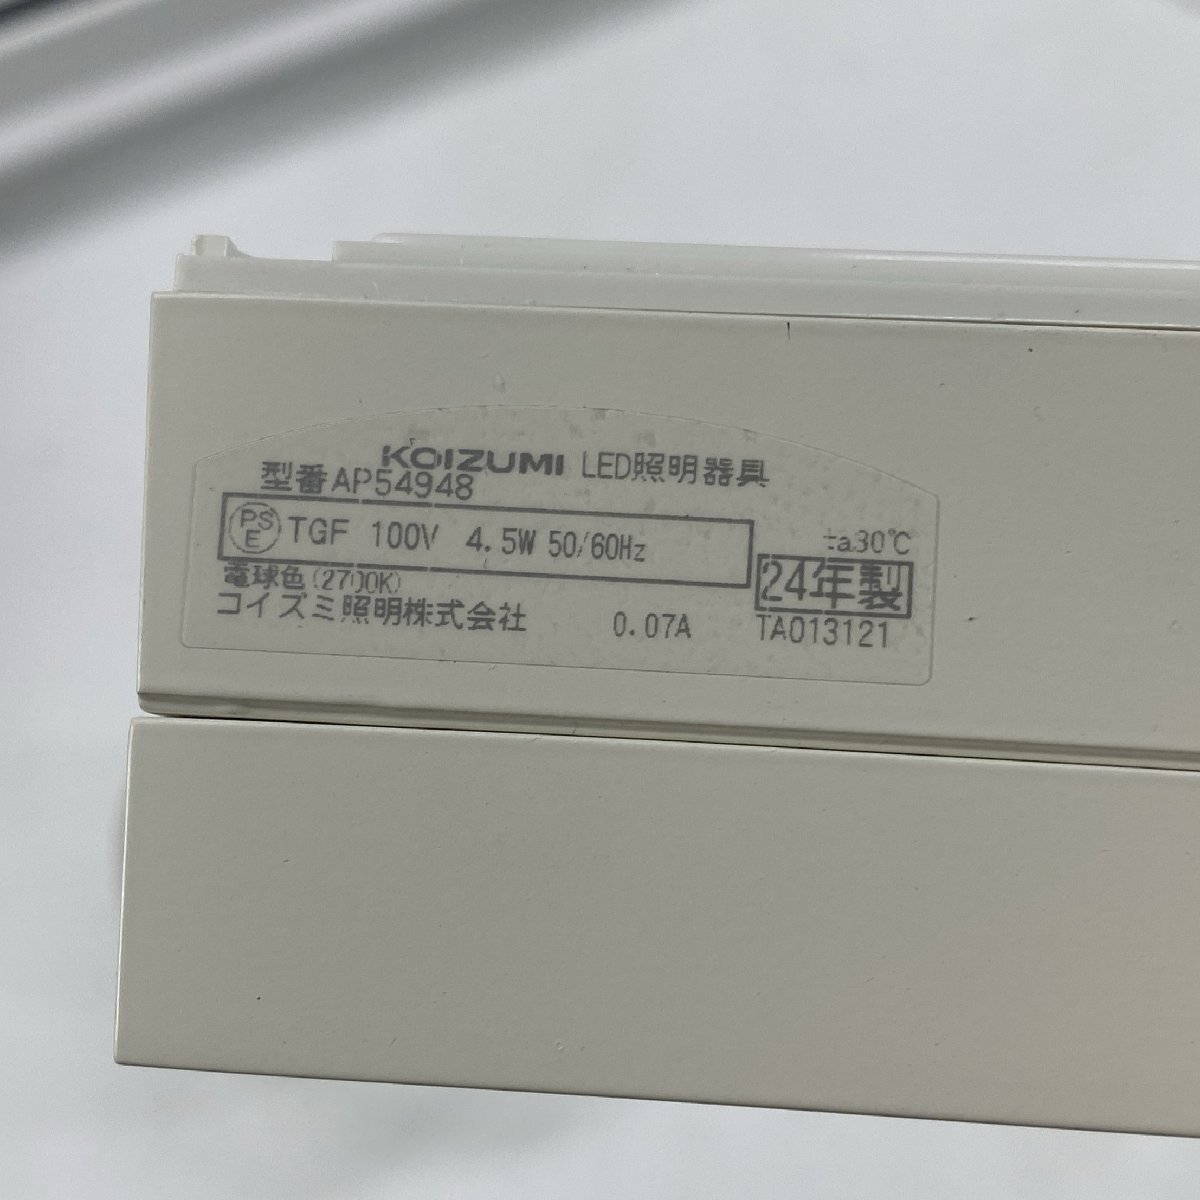 KOIZUMI LED照明器具
型番AP54948
PSE TGF 100V 4.5W 50/60Hz
ta30℃
電球色(2700K)
24年製
コイズミ照明株式会社 0.07A TA013121